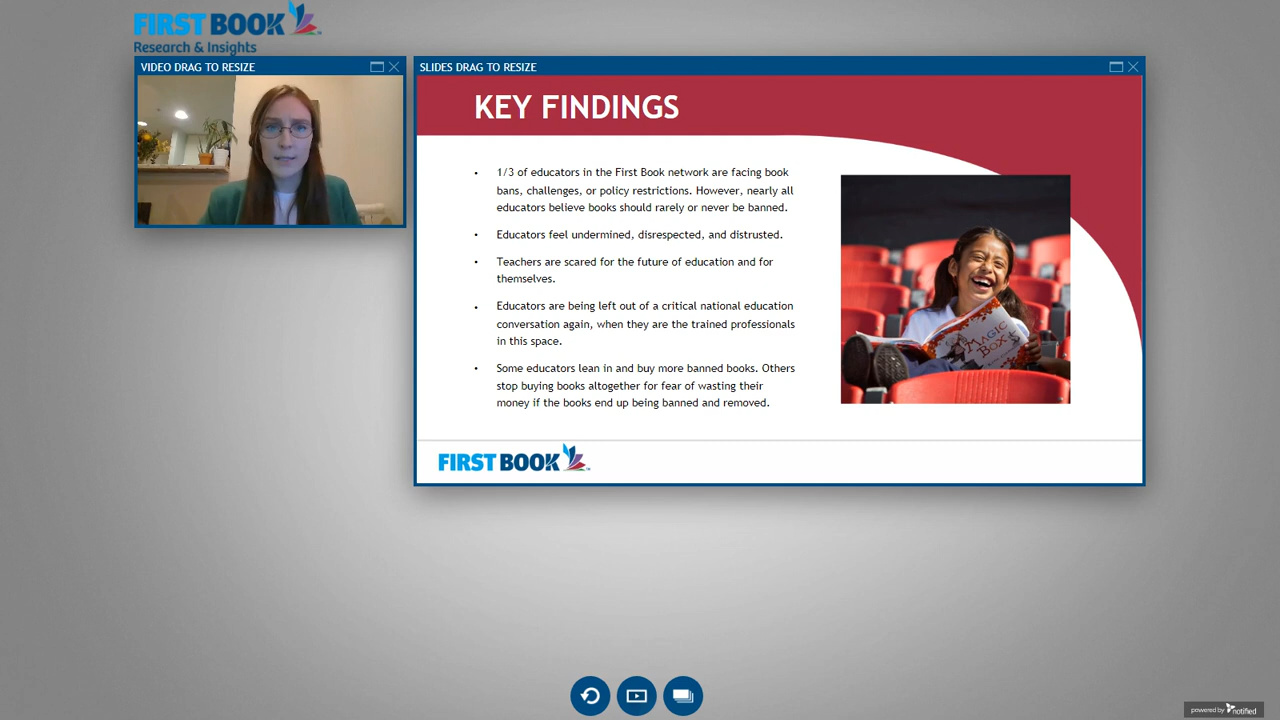 FIRST BOOK
Research & Insights
VIDEO DRAG TO RESIZE
SLIDES DRAG TO RESIZE
KEY FINDINGS
• 1/3 of educators in the First Book network are facing book
bans, challenges, or policy restrictions. However, nearly all
educators believe books should rarely or never be banned.
• Educators feel undermined, disrespected, and distrusted.
• Teachers are scared for the future of education and for
themselves.
• Educators are being left out of a critical national education
conversation again, when they are the trained professionals
in this space.
• Some educators lean in and buy more banned books. Others
stop buying books altogether for fear of wasting their
money if the books end up being banned and removed.
MAGIC
BOX
FIRST BOOK
powered by notified